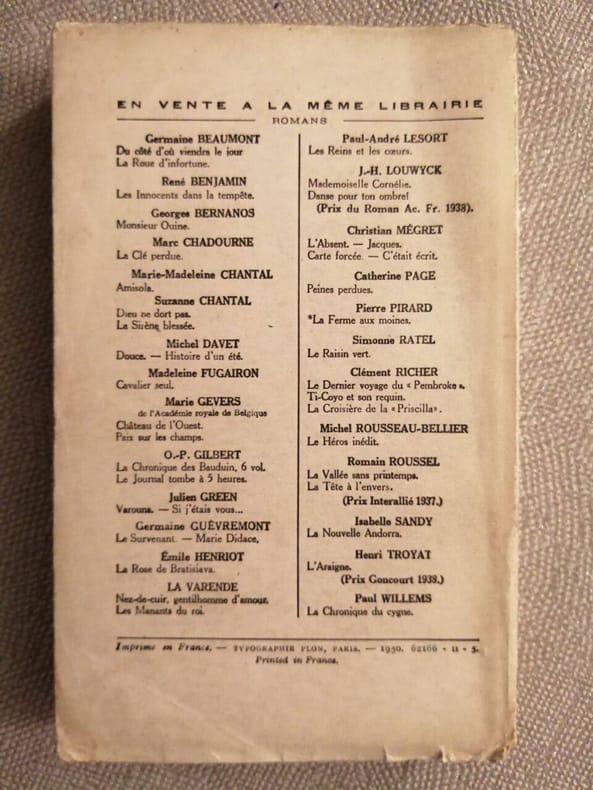 EN VENTE A LA MÊME LIBRAIRIE
ROMANS
Germaine BEAUMONT
Du côté d'où viendra le jour
La Roue d'infortune.
René BENJAMIN
Les Innocents dans la tempête.
Georges BERNANOS
Monsieur Ouine.
Marc CHADOURNE
La Clé perdue.
Marie-Madeleine CHANTAL
Amisola.
Suzanne CHANTAL
Dieu ne dort pas.
La Sirène blessée.
Michel DAVET
Douce. — Histoire d'un été.
Madeleine FUGAIRON
Cavalier seul.
Marie GEVERS
de l'Académie royale de Belgique
Château de l'Ouest.
Paix sur les champs.
O.-P. GILBERT
La Chronique des Bauduin, 6 vol.
Le Journal tombe à 5 heures.
Julien GREEN
Varouna. — Si j'étais vous...
Germaine GUÈVREMONT
Le Survenant. — Marie Didace.
Émile HENRIOT
La Rose de Bratislava.
LA VARENDE
Nez-de-cuir, gentilhomme d'amour.
Les Manants du roi.
Paul-André LESORT
Les Reins et les cœurs.
J.-H. LOUWYCK
Mademoiselle Cornélie.
Danse pour ton ombre!
(Prix du Roman Ac. Fr. 1938).
Christian MÉGRET
L'Absent. — Jacques.
Carte forcée. — C'était écrit.
Catherine PAGE
Peines perdues.
Pierre PIRARD
*La Ferme aux moines.
Simonne RATEL
Le Raisin vert.
Clément RICHER
Le Dernier voyage du « Pembroke ».
Ti-Coyo et son requin.
La Croisière de la « Priscilla ».
Michel ROUSSEAU-BELLIER
Le Héros inédit.
Romain ROUSSEL
La Vallée sans printemps.
La Tête à l'envers.
(Prix Interallié 1937.)
Isabelle SANDY
La Nouvelle Andorra.
Henri TROYAT
L'Araigne.
(Prix Goncourt 1938.)
Paul WILLEMS
La Chronique du cygne.
Imprimé en France. — TYPOGRAPHIE PLON, PARIS. — 1950. 62166 - II - 5.
Printed in France.